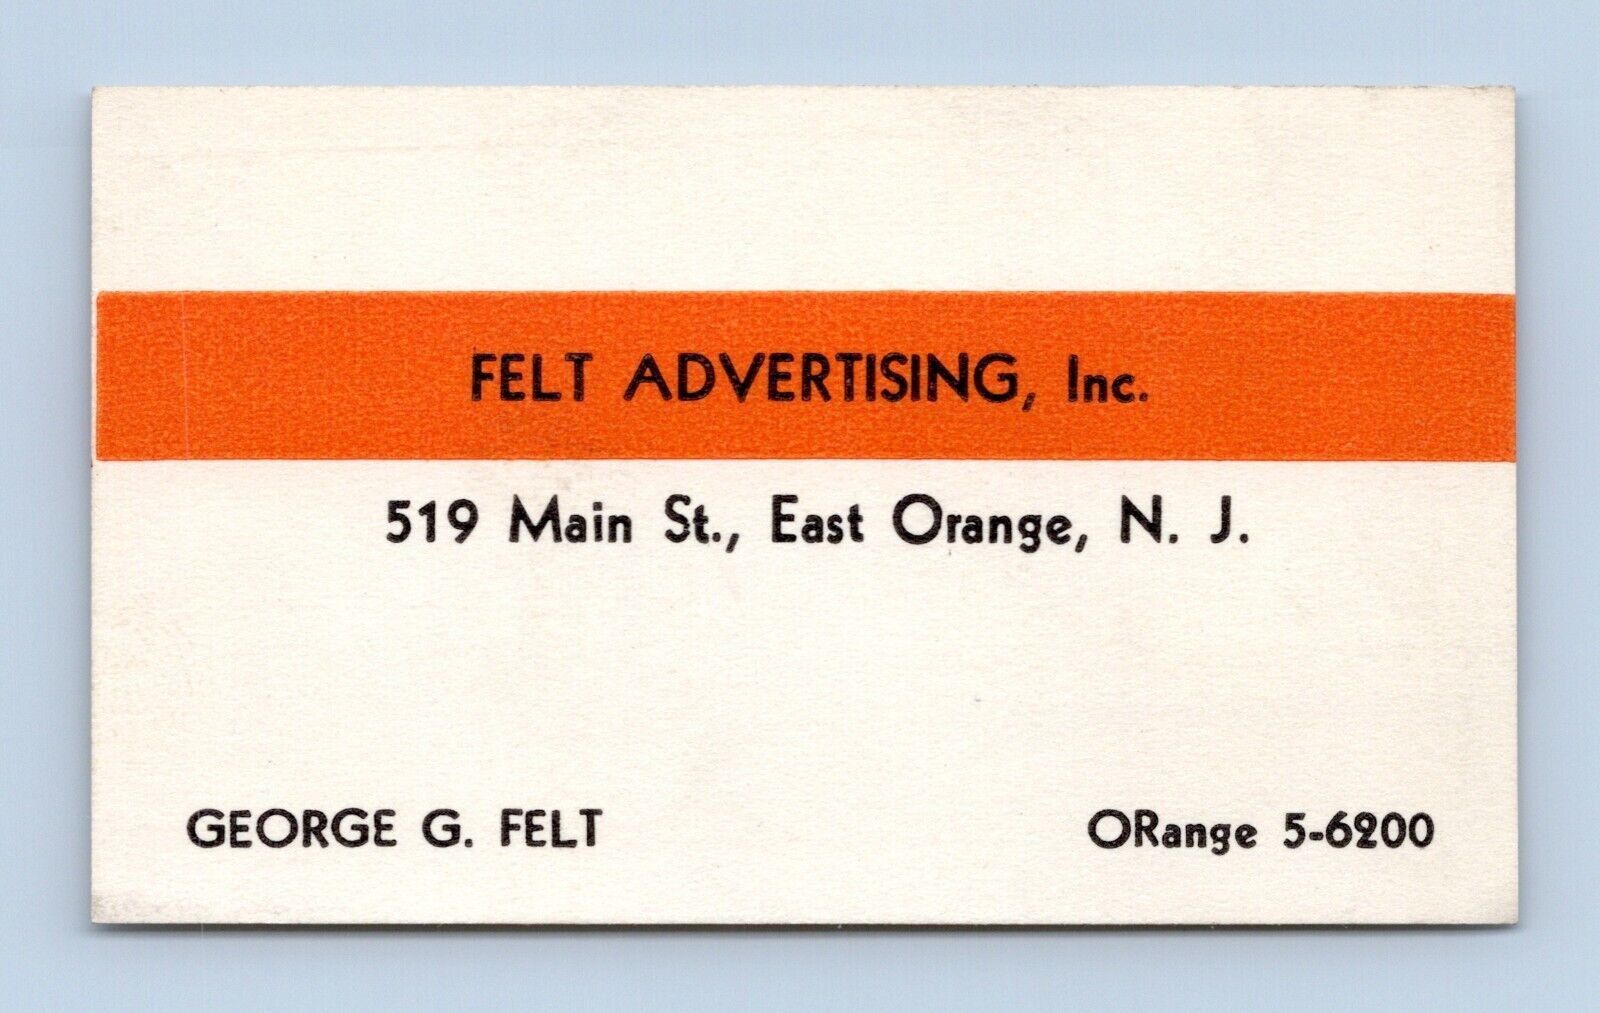 FELT ADVERTISING, Inc.
519 Main St., East Orange, N. J.
GEORGE G. FELT
ORange 5-6200